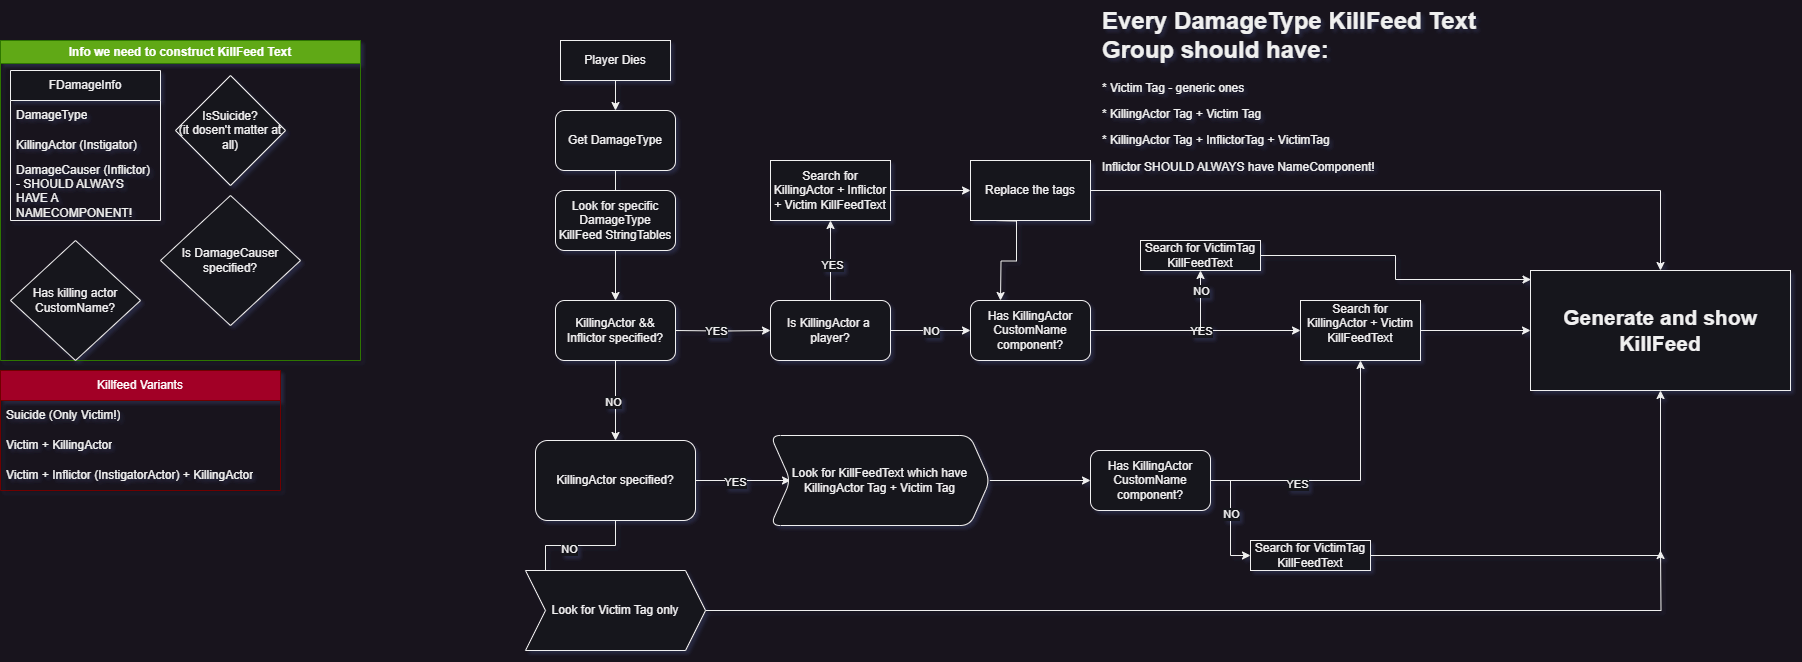 Every DamageType KillFeed Text
Group should have:
* Victim Tag - generic ones
* KillingActor Tag + Victim Tag
* KillingActor Tag + InflictorTag + VictimTag
Inflictor SHOULD ALWAYS have NameComponent!
Info we need to construct KillFeed Text
FDamageInfo
DamageType
KillingActor (Instigator)
DamageCauser (Inflictor)
- SHOULD ALWAYS
HAVE A
NAMECOMPONENT!
IsSuicide?
(it dosen't matter at
all)
Is DamageCauser
specified?
Has killing actor
CustomName?
Killfeed Variants
Suicide (Only Victim!)
Victim + KillingActor
Victim + Inflictor (InstigatorActor) + KillingActor
Player Dies
Get DamageType
Look for specific
DamageType
KillFeed StringTables
KillingActor &&
Inflictor specified?
YES
Is KillingActor a
player?
YES
Search for
KillingActor + Inflictor
+ Victim KillFeedText
Replace the tags
NO
Has KillingActor
CustomName
component?
NO
Search for VictimTag
KillFeedText
YES
Search for
KillingActor + Victim
KillFeedText
Generate and show
KillFeed
NO
KillingActor specified?
YES
Look for KillFeedText which have
KillingActor Tag + Victim Tag
Has KillingActor
CustomName
component?
YES
NO
Search for VictimTag
KillFeedText
NO
Look for Victim Tag only